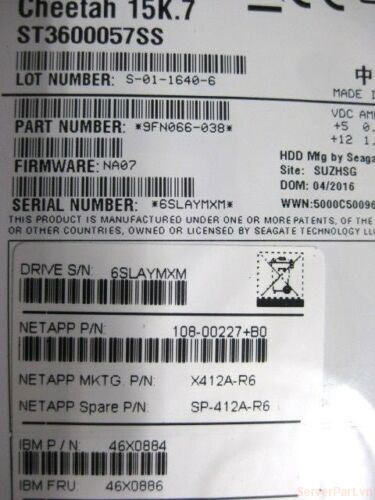 Cheetah 15K.7
ST3600057SS
LOT NUMBER: S-01-1640-6
中
MADE I
PART NUMBER: *9FN066-038*
VDC AM
+5 0.
+12 1.
FIRMWARE: NA07
HDD Mfg by Seaga
Site: SUZHSG
DOM: 04/2016
SERIAL NUMBER: *6SLAYMXM*
WWN:5000C50096
THIS PRODUCT IS MANUFACTURED UNDER ONE OR MORE PATENTS, OF THE
OR OTHER COUNTRIES, OWNED OR LICENSED BY SEAGATE TECHNOLOGY LL
DRIVE S/N: 6SLAYMXM
NETAPP P/N: 108-00227+B0
NETAPP MKTG. P/N: X412A-R6
NETAPP Spare P/N: SP-412A-R6
IBM P/N: 46X0884
IBM FRU: 46X0886
ServerPart.vn